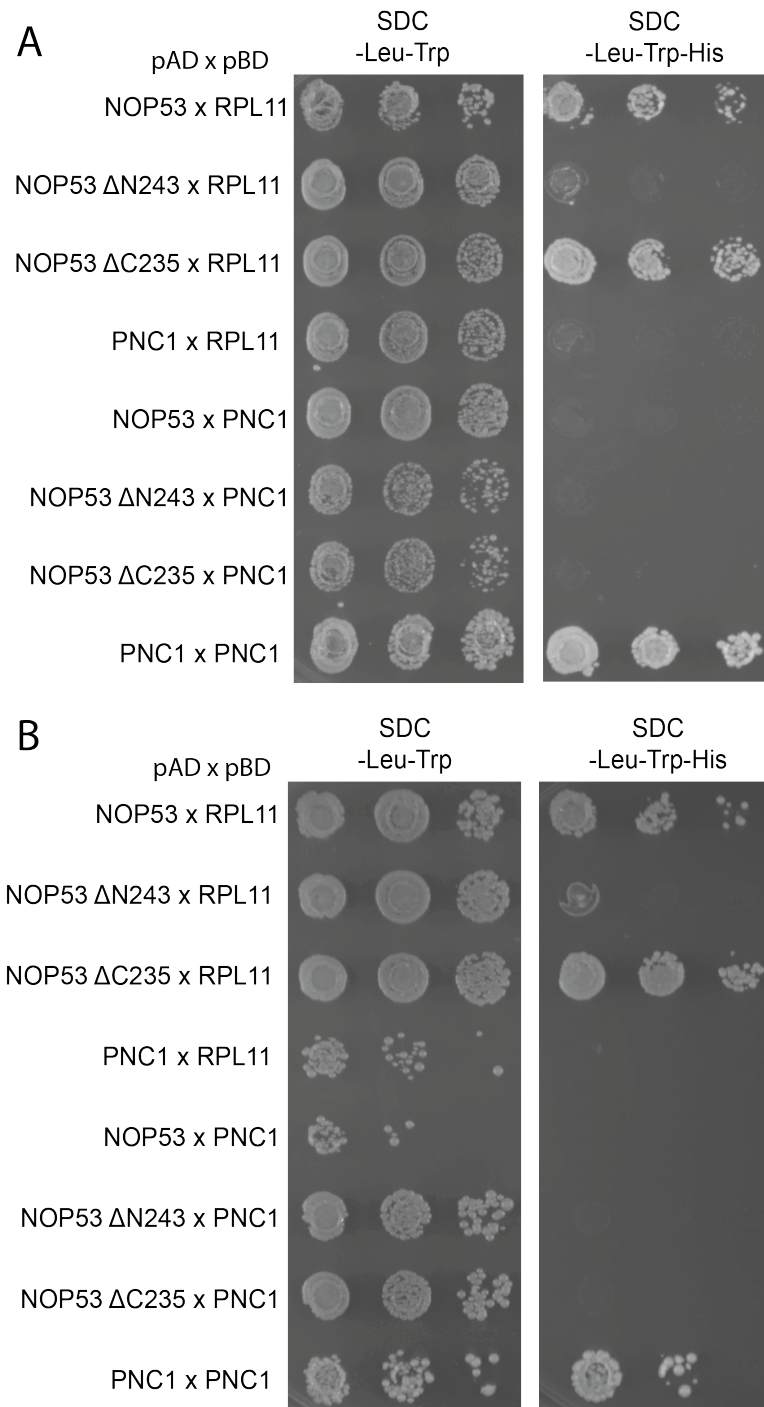 A
SDC
-Leu-Trp
SDC
-Leu-Trp-His
pAD x pBD
NOP53 x RPL11
NOP53 ΔN243 x RPL11
NOP53 ΔC235 x RPL11
PNC1 x RPL11
NOP53 x PNC1
NOP53 ΔN243 x PNC1
NOP53 ΔC235 x PNC1
PNC1 x PNC1
B
SDC
-Leu-Trp
SDC
-Leu-Trp-His
pAD x pBD
NOP53 x RPL11
NOP53 ΔN243 x RPL11
NOP53 ΔC235 x RPL11
PNC1 x RPL11
NOP53 x PNC1
NOP53 ΔN243 x PNC1
NOP53 ΔC235 x PNC1
PNC1 x PNC1